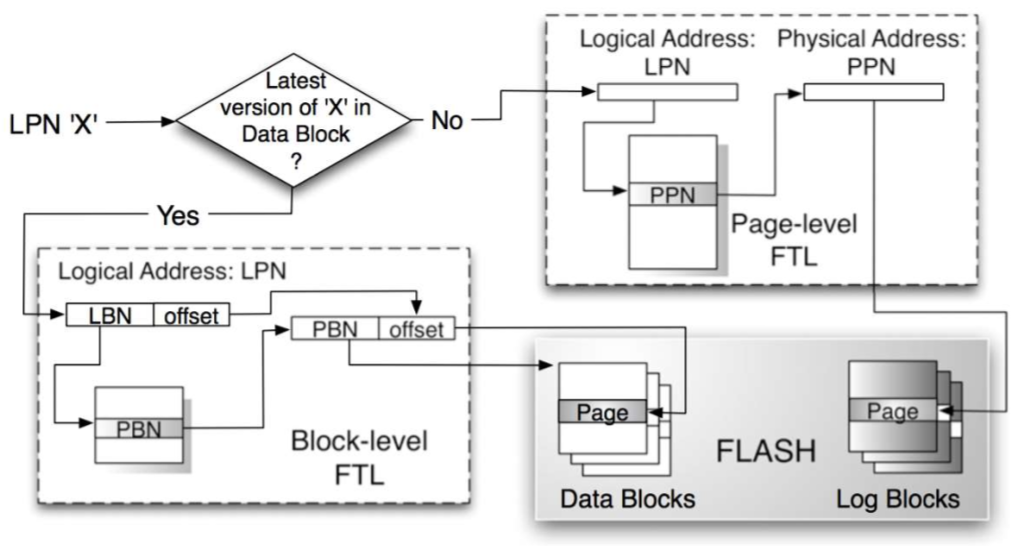 LPN 'X'
Latest
version of 'X' in
Data Block
?
No
Yes
Logical Address:
LPN
Physical Address:
PPN
PPN
Page-level
FTL
Logical Address: LPN
LBN
offset
PBN
offset
PBN
Block-level
FTL
Page
Data Blocks
FLASH
Page
Log Blocks